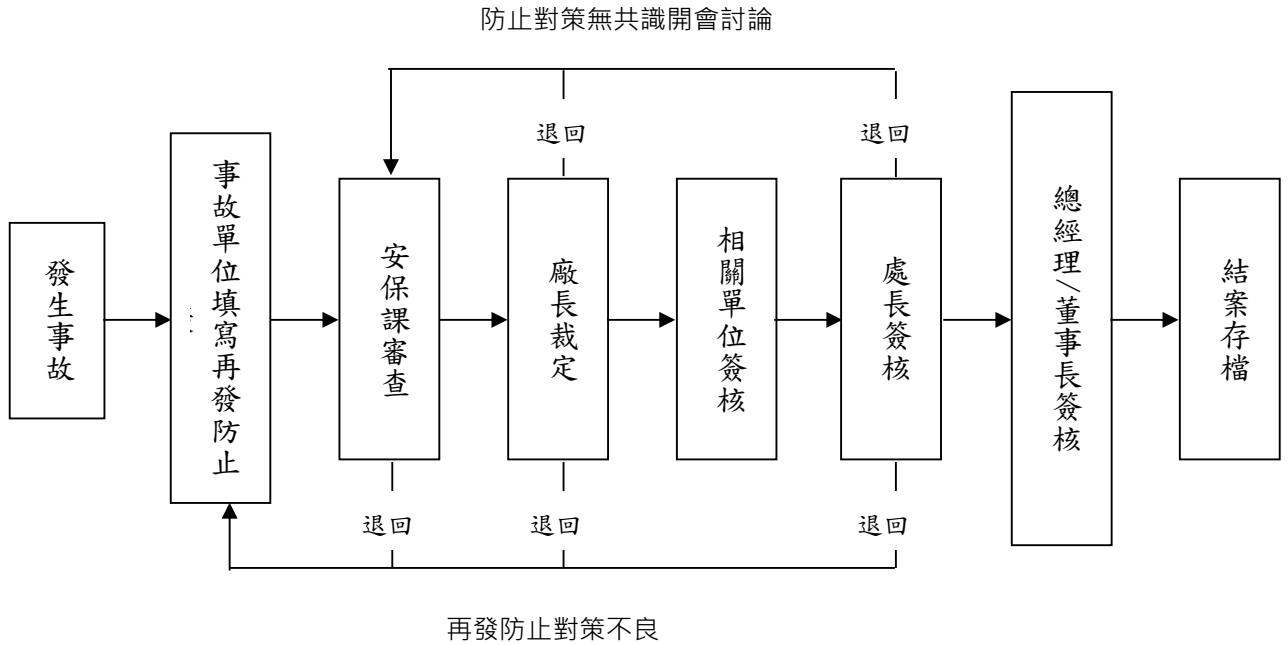 防止對策無共識開會討論
退回
退回
發生事故
事故單位填寫再發防止
安保課審查
廠長裁定
相關單位簽核
處長簽核
總經理/董事長簽核
結案存檔
退回
退回
退回
再發防止對策不良